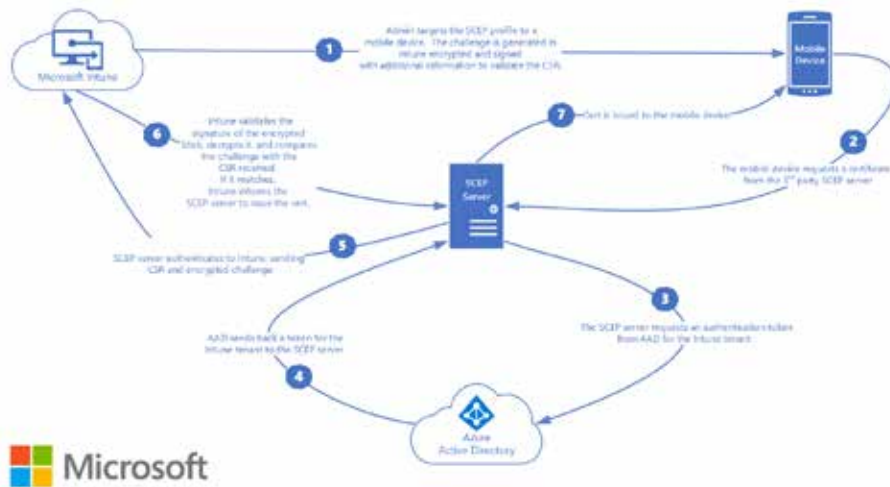 1
Admin targets the SCEP profile to a
mobile device. The challenge is generated in
Intune encrypted and signed
with additional information to validate the CSR.
Microsoft Intune
Mobile
Device
6
Intune validates the
signature of the encrypted
blob, decrypts it, and compares
the challenge with the
CSR received.
If it matches,
Intune informs the
SCEP server to issue the cert.
7
Cert is issued to the mobile device
2
The mobile device requests a certificate
from the 3rd party SCEP server
SCEP
Server
5
SCEP server authenticates to Intune, sending
CSR and encrypted challenge
3
The SCEP server requests an authentication token
from AAD for the Intune tenant
AAD sends back a token for the
Intune tenant to the SCEP server
4
Azure
Active Directory
Microsoft